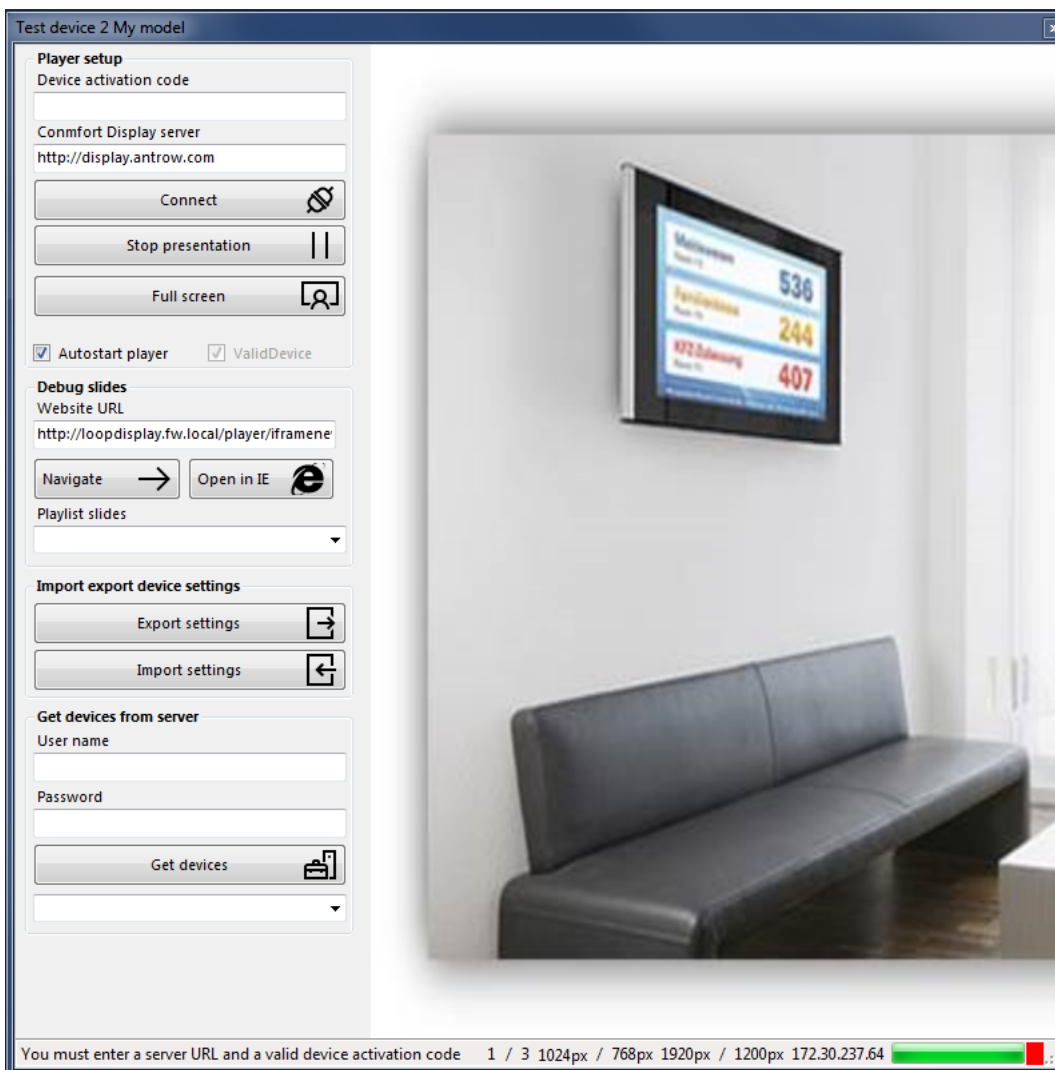 Test device 2 My model
Player setup
Device activation code
Conmfort Display server
http://display.antrow.com
Connect
Stop presentation
Full screen
Autostart player
ValidDevice
Debug slides
Website URL
http://loopdisplay.fw.local/player/iframene
Navigate
Open in IE
Playlist slides
Import export device settings
Export settings
Import settings
Get devices from server
User name
Password
Get devices
536
244
KFZ-Zulassung
407
You must enter a server URL and a valid device activation code 1 / 3 1024px / 768px 1920px / 1200px 172.30.237.64